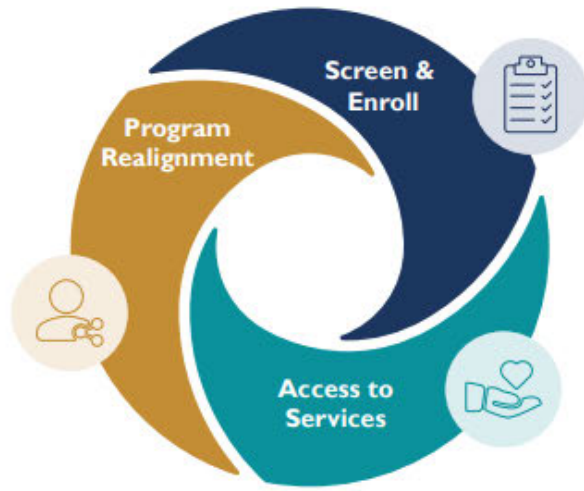 Screen &
Enroll
Program
Realignment
Access to
Services